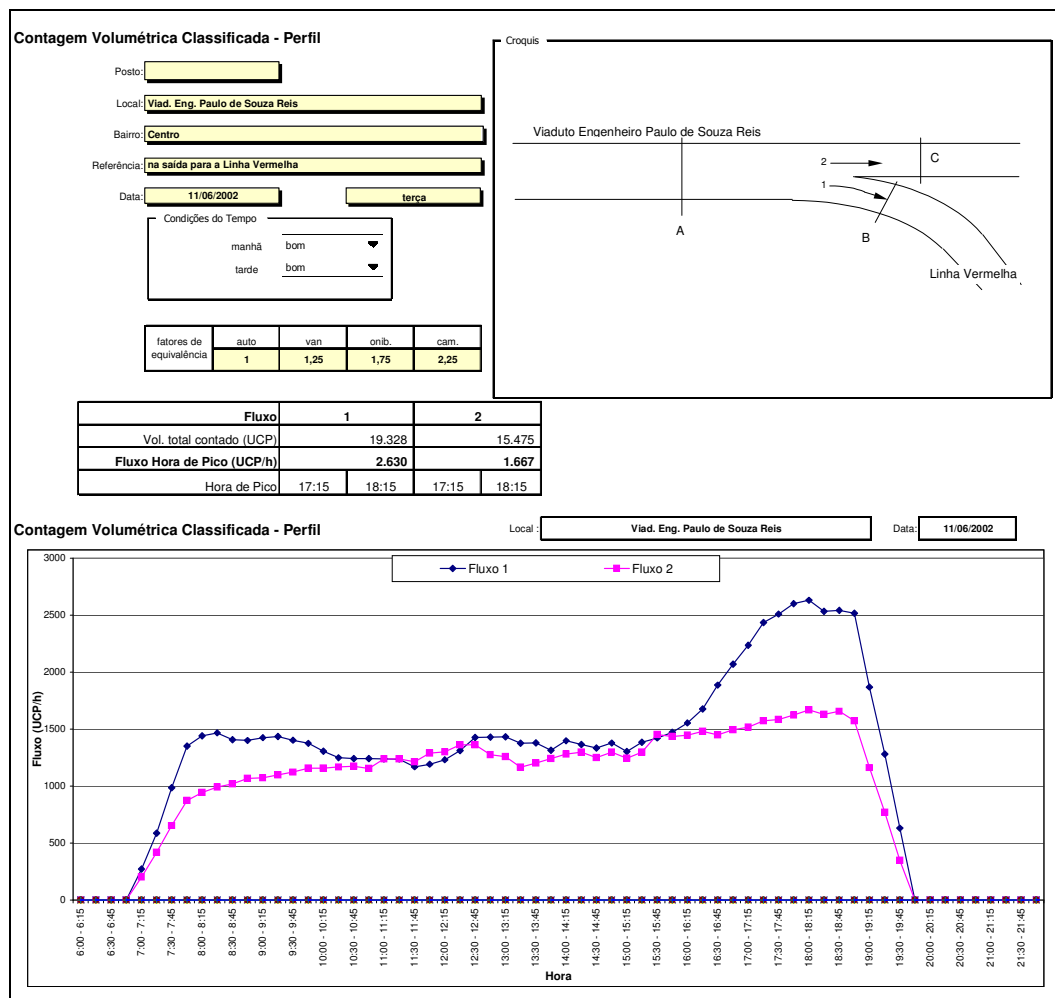 Contagem Volumétrica Classificada - Perfil
Posto:
Local: Viad. Eng. Paulo de Souza Reis
Bairro: Centro
Referência: na saída para a Linha Vermelha
Data: 11/06/2002 terça
Condições do Tempo
manhã bom
tarde bom
fatores de equivalência auto van onib. cam.
1 1,25 1,75 2,25
Croquis
Viaduto Engenheiro Paulo de Souza Reis
2
C
1
A
B
Linha Vermelha
Fluxo 1 2
Vol. total contado (UCP) 19.328 15.475
Fluxo Hora de Pico (UCP/h) 2.630 1.667
Hora de Pico 17:15 18:15 17:15 18:15
Contagem Volumétrica Classificada - Perfil
Local : Viad. Eng. Paulo de Souza Reis Data: 11/06/2002
Fluxo 1 Fluxo 2
Fluxo (UCP/h)
3000
2500
2000
1500
1000
500
0
6:00 - 6:15
6:30 - 6:45
7:00 - 7:15
7:30 - 7:45
8:00 - 8:15
8:30 - 8:45
9:00 - 9:15
9:30 - 9:45
10:00 - 10:15
10:30 - 10:45
11:00 - 11:15
11:30 - 11:45
12:00 - 12:15
12:30 - 12:45
13:00 - 13:15
13:30 - 13:45
14:00 - 14:15
14:30 - 14:45
15:00 - 15:15
15:30 - 15:45
16:00 - 16:15
16:30 - 16:45
17:00 - 17:15
17:30 - 17:45
18:00 - 18:15
18:30 - 18:45
19:00 - 19:15
19:30 - 19:45
20:00 - 20:15
20:30 - 20:45
21:00 - 21:15
21:30 - 21:45
Hora